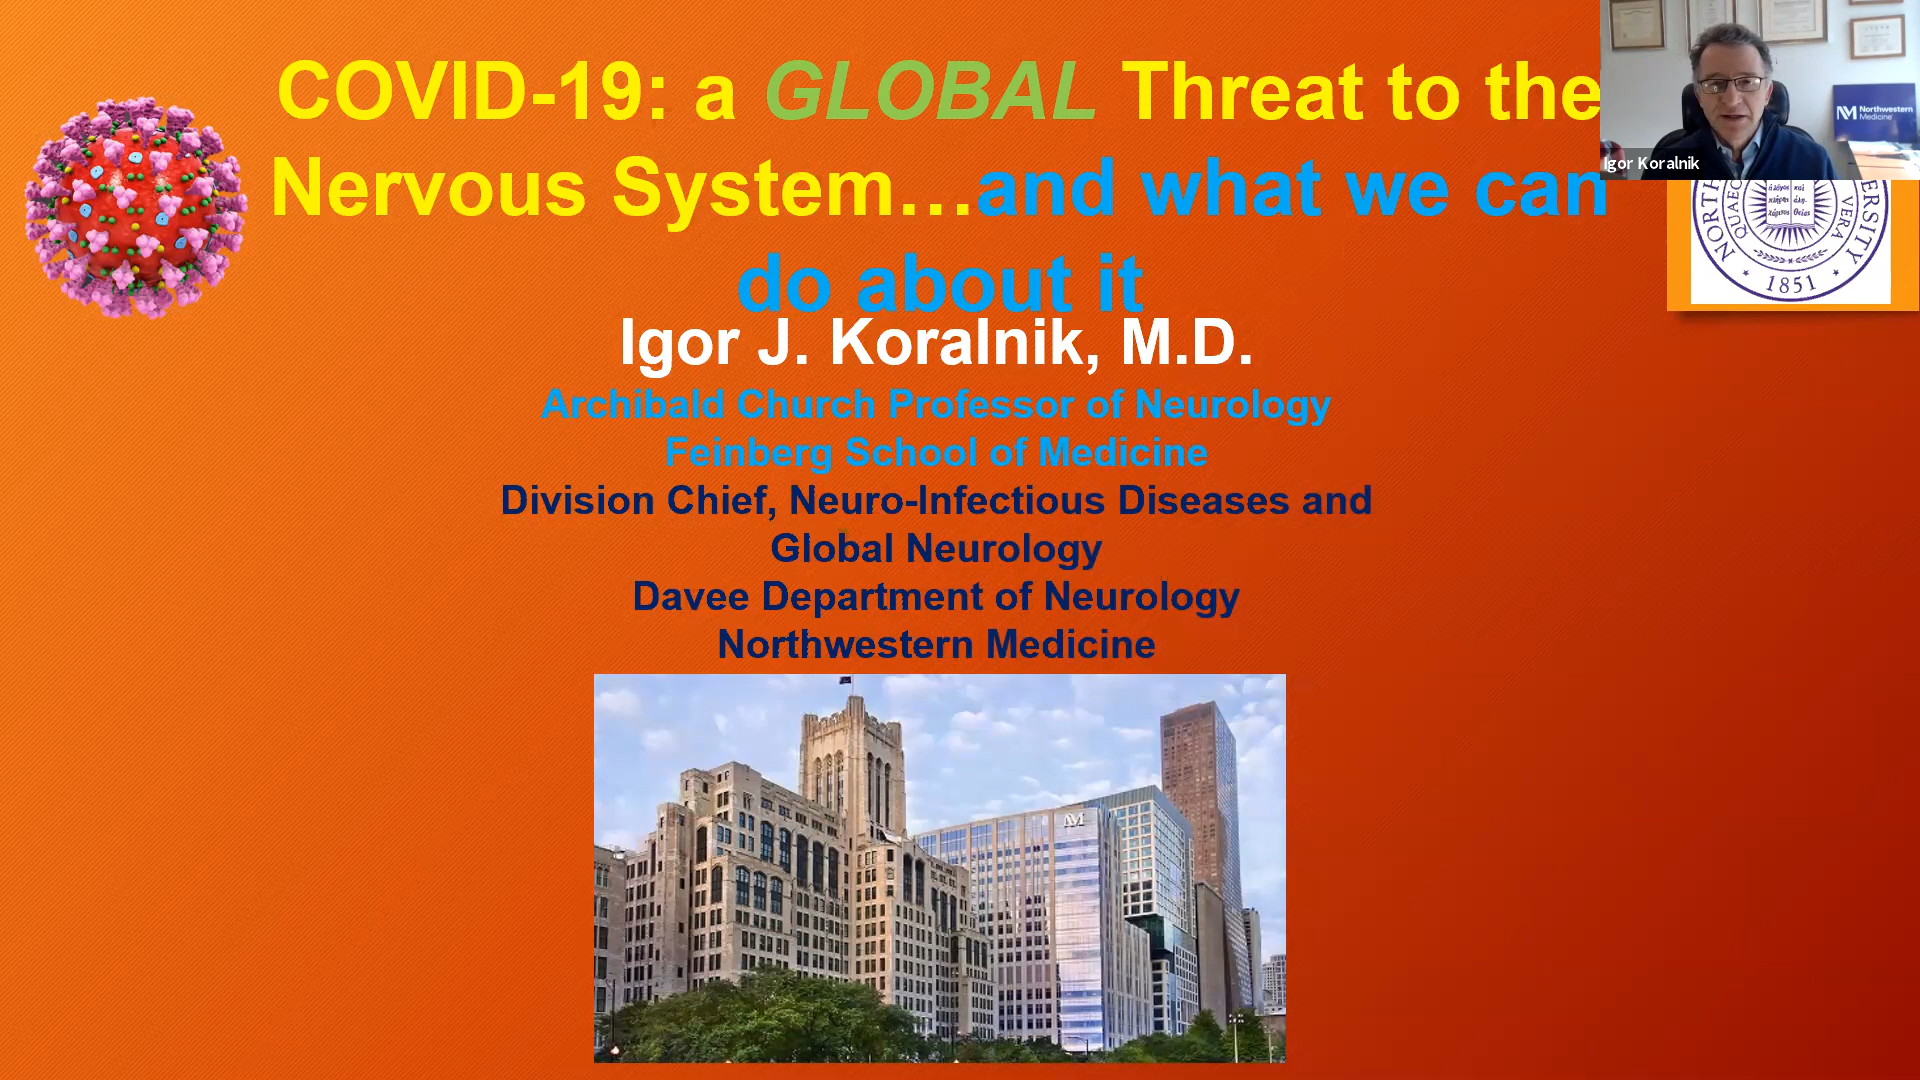 COVID-19: a GLOBAL Threat to the
Nervous System…and what we can
do about it
Igor J. Koralnik, M.D.
Archibald Church Professor of Neurology
Feinberg School of Medicine
Division Chief, Neuro-Infectious Diseases and
Global Neurology
Davee Department of Neurology
Northwestern Medicine
Igor Koralnik
Northwestern
Medicine
1851